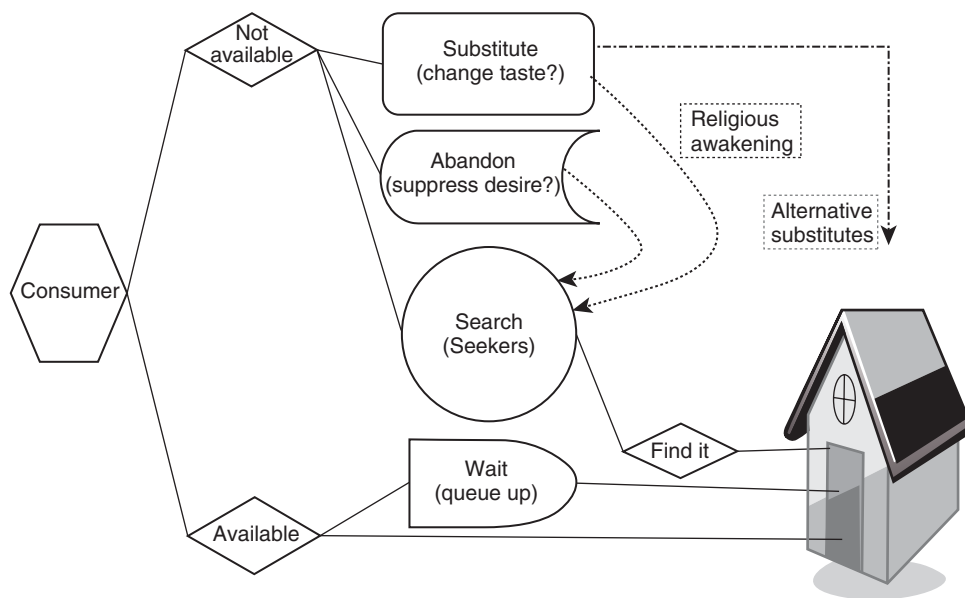 Not
available
Substitute
(change taste?)
Religious
awakening
Abandon
(suppress desire?)
Alternative
substitutes
Consumer
Search
(Seekers)
Find it
Wait
(queue up)
Available